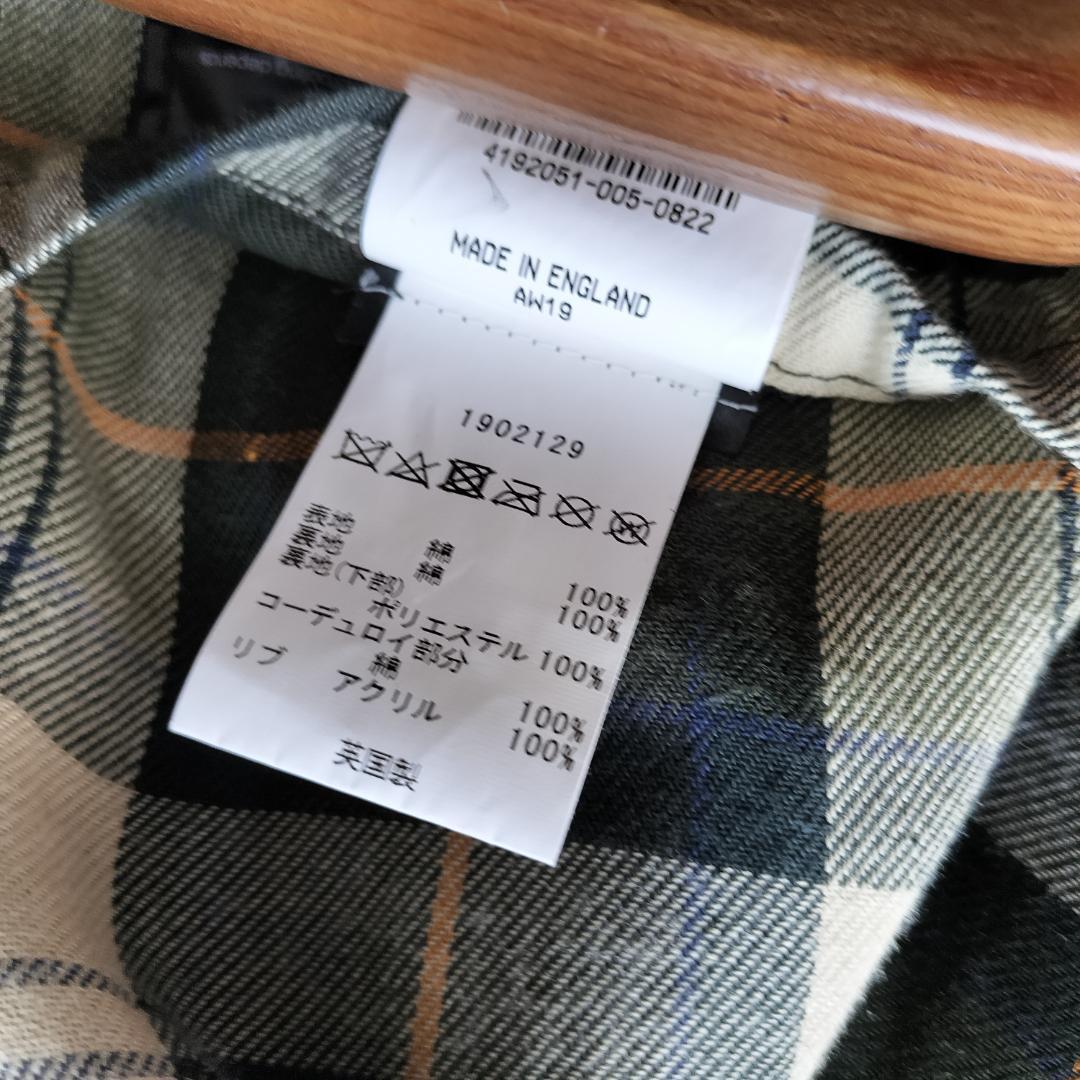 4192051-005-0822
MADE IN ENGLAND
AW19
1902129
表地 綿 100%
裏地 綿 100%
裏地(下部)
ポリエステル 100%
コーデュロイ部分
綿 100%
リブ アクリル 100%
英国製